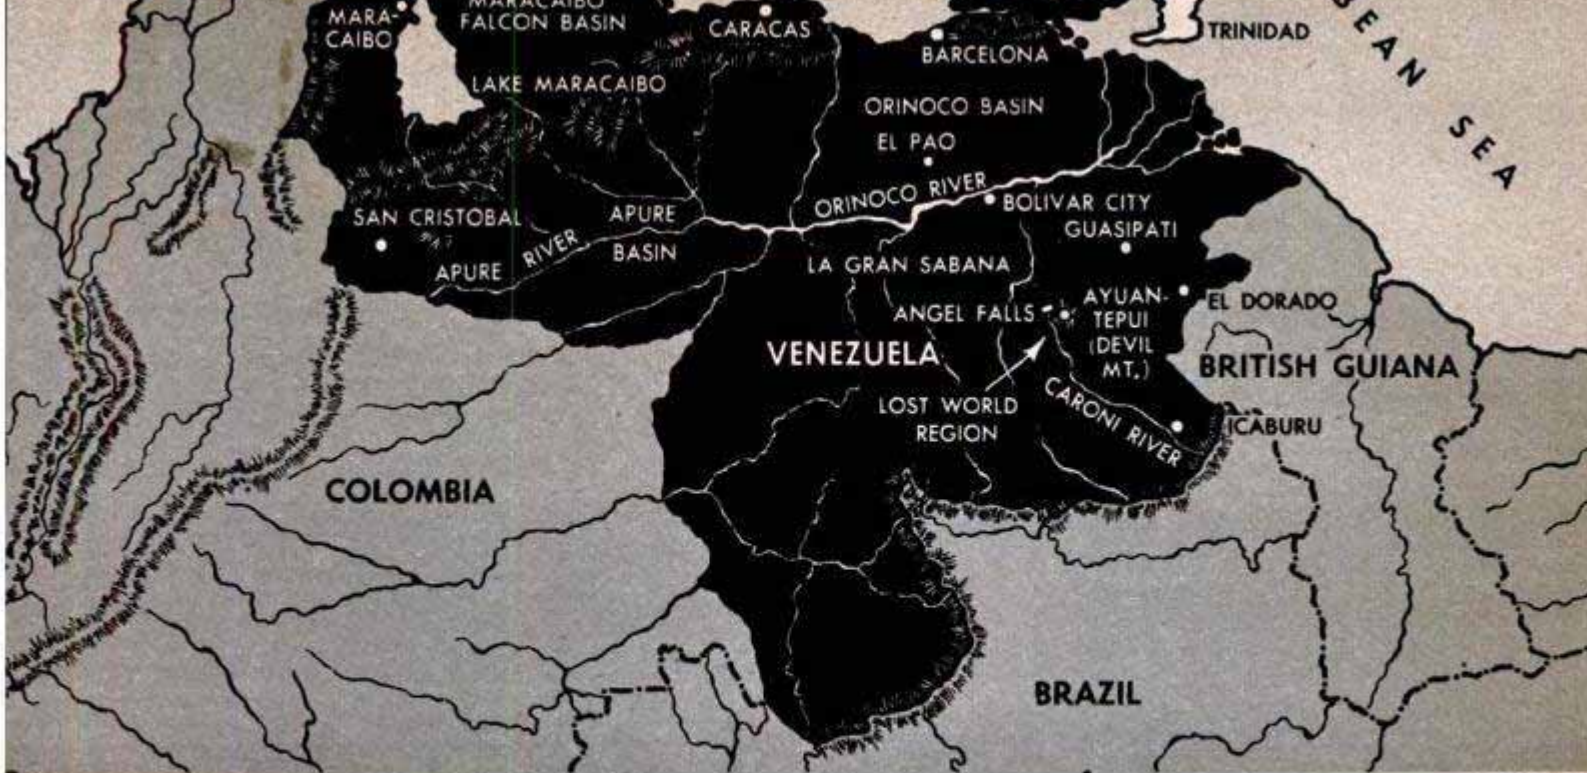 MARACAIBO
FALCON BASIN
MARA-
CAIBO
CARACAS
TRINIDAD
BEAN SEA
BARCELONA
LAKE MARACAIBO
ORINOCO BASIN
EL PAO
ORINOCO RIVER
BOLIVAR CITY
SAN CRISTOBAL
APURE
BASIN
GUASIPATI
APURE RIVER
LA GRAN SABANA
ANGEL FALLS
AYUAN-
TEPUI
(DEVIL
MT.)
EL DORADO
VENEZUELA
BRITISH GUIANA
LOST WORLD
REGION
CARONI RIVER
ICABURU
COLOMBIA
BRAZIL